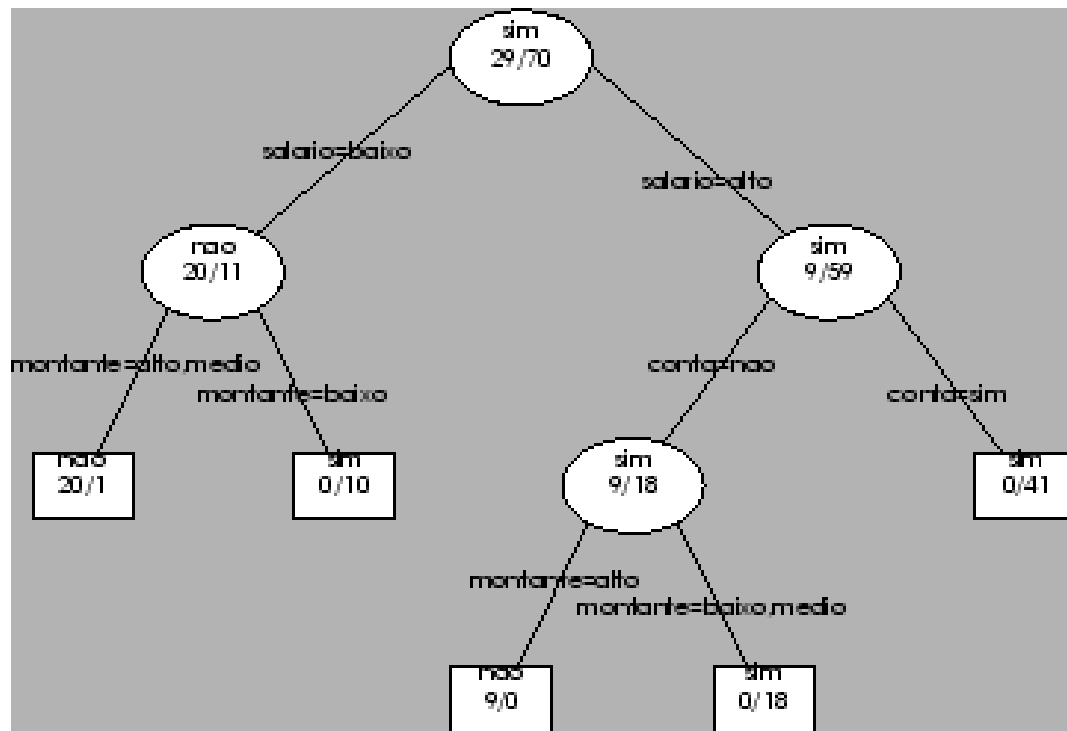 sim
29/70
salario=baixo
salario=alto
nao
20/11
sim
9/59
montante=alto,medio
montante=baixo
conta=nao
conta=sim
nao
20/1
sim
0/10
sim
9/18
sim
0/41
montante=alto
montante=baixo,medio
nao
9/0
sim
0/18